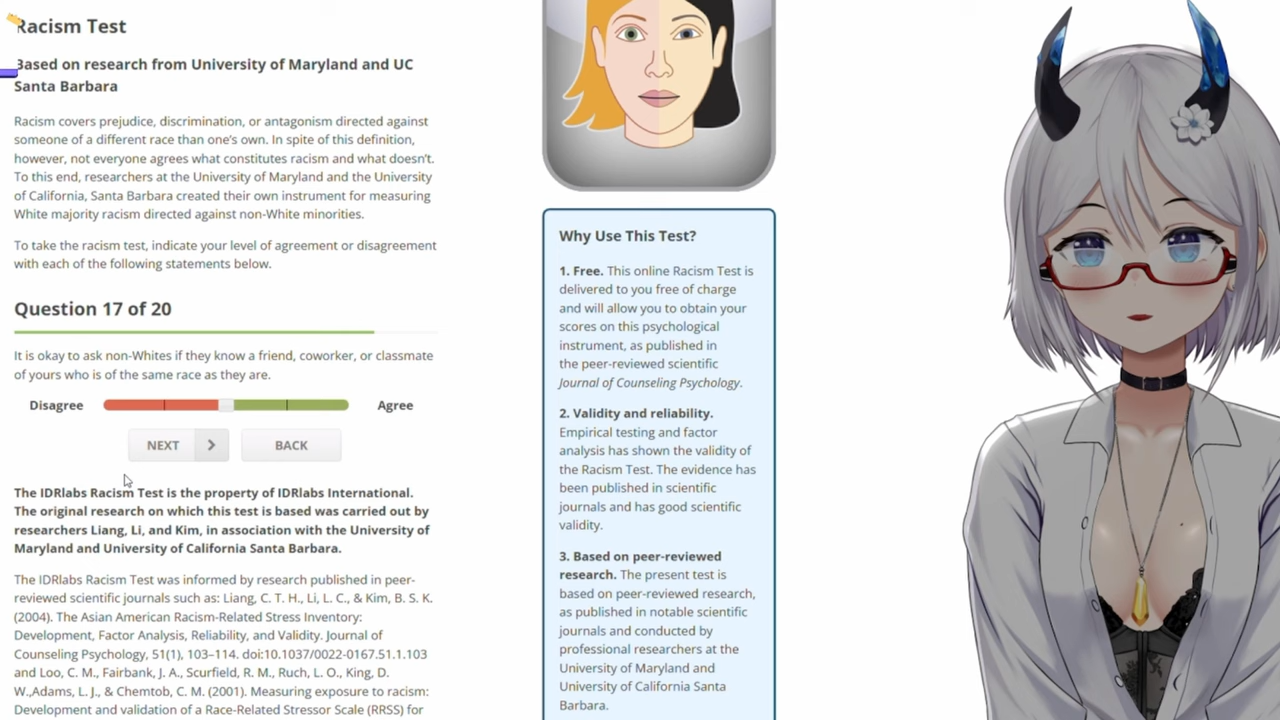 Racism Test
Based on research from University of Maryland and UC
Santa Barbara
Racism covers prejudice, discrimination, or antagonism directed against
someone of a different race than one's own. In spite of this definition,
however, not everyone agrees what constitutes racism and what doesn't.
To this end, researchers at the University of Maryland and the University
of California, Santa Barbara created their own instrument for measuring
White majority racism directed against non-White minorities.
To take the racism test, indicate your level of agreement or disagreement
with each of the following statements below.
Question 17 of 20
It is okay to ask non-Whites if they know a friend, coworker, or classmate
of yours who is of the same race as they are.
Disagree
Agree
NEXT
BACK
The IDRlabs Racism Test is the property of IDRlabs International.
The original research on which this test is based was carried out by
researchers Liang, Li, and Kim, in association with the University of
Maryland and University of California Santa Barbara.
The IDRlabs Racism Test was informed by research published in peer-
reviewed scientific journals such as: Liang, C. T. H., Li, L. C., & Kim, B. S. K.
(2004). The Asian American Racism-Related Stress Inventory:
Development, Factor Analysis, Reliability, and Validity. Journal of
Counseling Psychology, 51(1), 103–114. doi:10.1037/0022-0167.51.1.103
and Loo, C. M., Fairbank, J. A., Scurfield, R. M., Ruch, L. O., King, D.
W.,Adams, L. J., & Chemtob, C. M. (2001). Measuring exposure to racism:
Development and validation of a Race-Related Stressor Scale (RRSS) for
Why Use This Test?
1. Free. This online Racism Test is
delivered to you free of charge
and will allow you to obtain your
scores on this psychological
instrument, as published in
the peer-reviewed scientific
Journal of Counseling Psychology.
2. Validity and reliability.
Empirical testing and factor
analysis has shown the validity of
the Racism Test. The evidence has
been published in scientific
journals and has good scientific
validity.
3. Based on peer-reviewed
research. The present test is
based on peer-reviewed research,
as published in notable scientific
journals and conducted by
professional researchers at the
University of Maryland and
University of California Santa
Barbara.